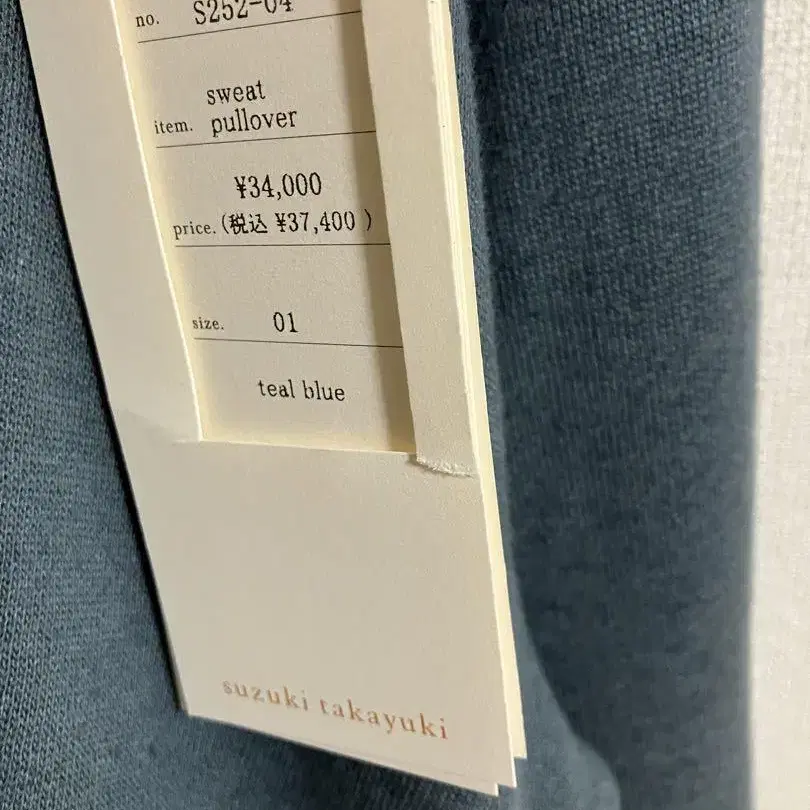 no. S252-04
sweat
item. pullover
¥34,000
price. (税込 ¥37,400 )
size. 01
teal blue
suzuki takayuki